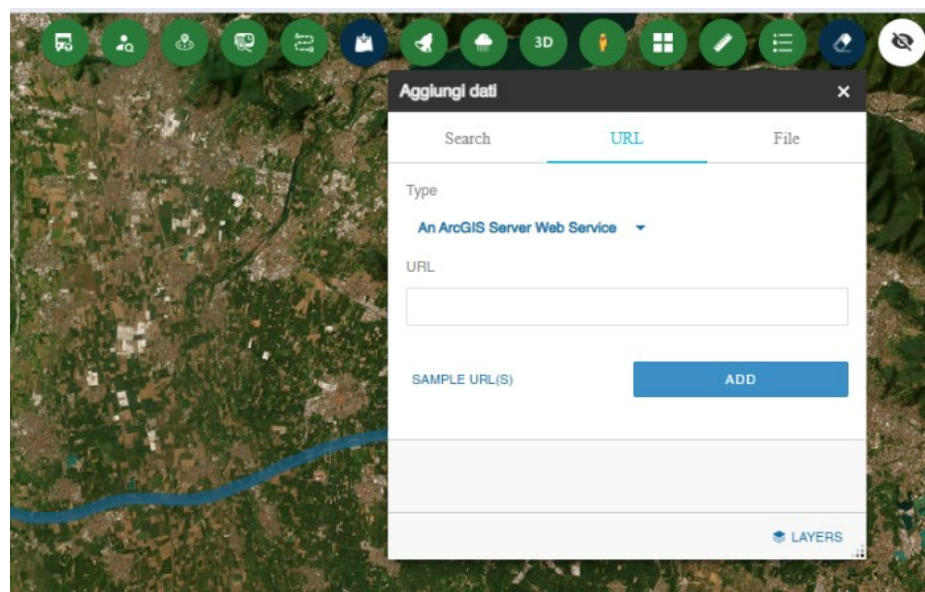 3D
Aggiungi dati
Search URL File
Type
An ArcGIS Server Web Service
URL
SAMPLE URL(S) ADD
LAYERS